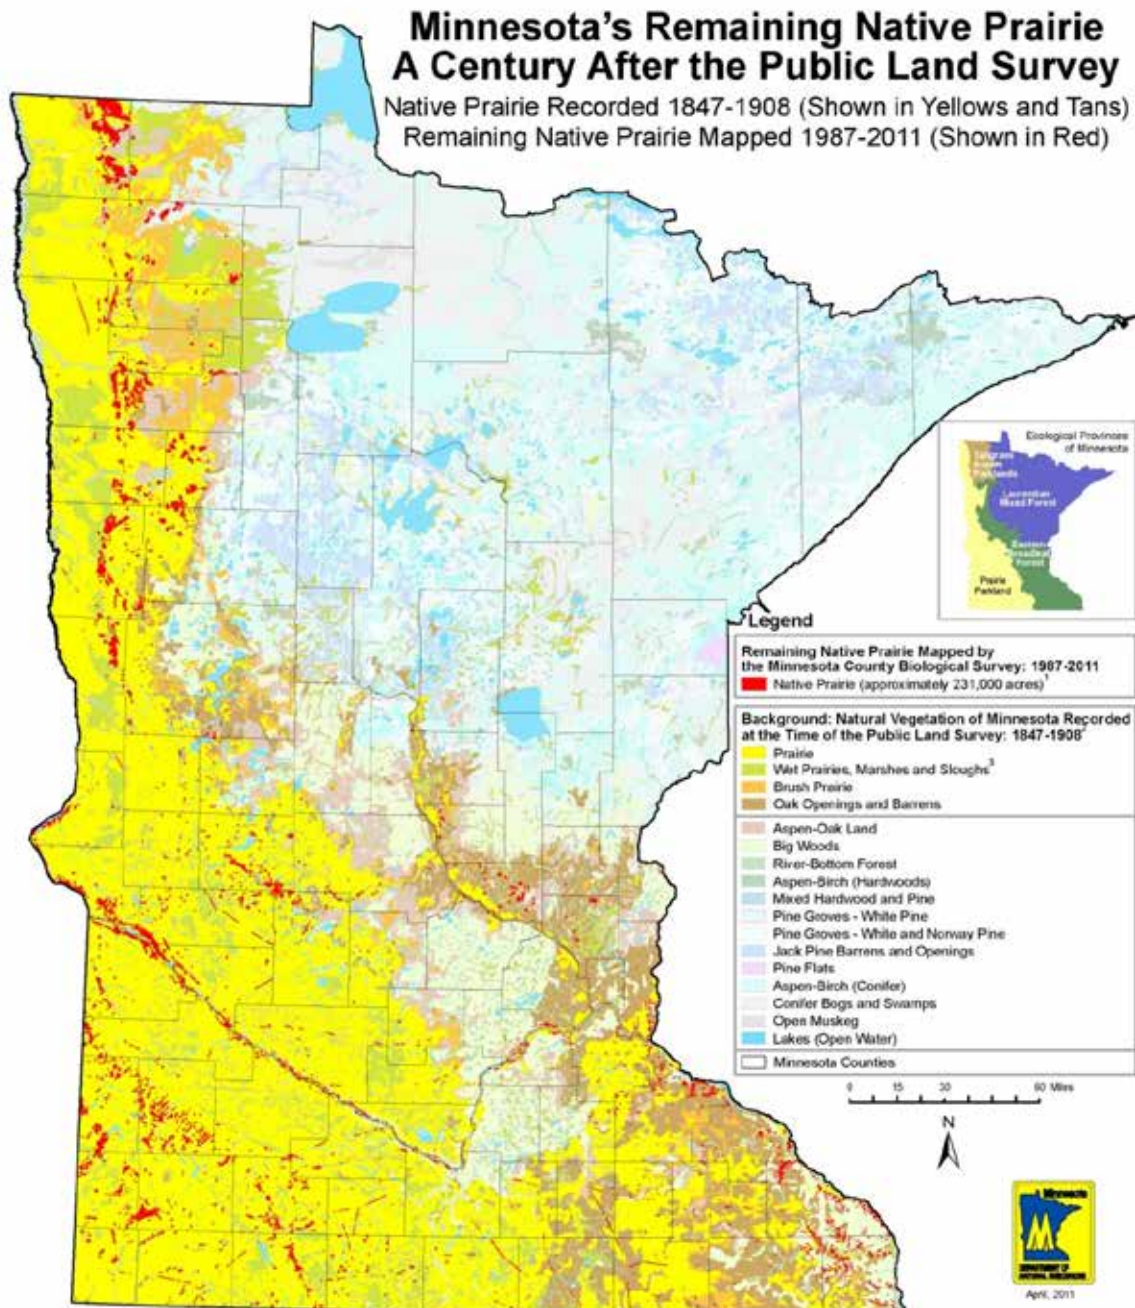 Minnesota's Remaining Native Prairie
A Century After the Public Land Survey
Native Prairie Recorded 1847-1908 (Shown in Yellows and Tans)
Remaining Native Prairie Mapped 1987-2011 (Shown in Red)
Ecological Provinces
of Minnesota
Parklands
Laurentian
Mixed Forest
Eastern
Broadleaf
Forest
Prairie
Parkland
Legend
Remaining Native Prairie Mapped by
the Minnesota County Biological Survey: 1987-2011
Native Prairie (approximately 231,000 acres)¹
Background: Natural Vegetation of Minnesota Recorded
at the Time of the Public Land Survey: 1847-1908
Prairie
Wet Prairies, Marshes and Sloughs³
Brush Prairie
Oak Openings and Barrens
Aspen-Oak Land
Big Woods
River-Bottom Forest
Aspen-Birch (Hardwoods)
Mixed Hardwood and Pine
Pine Groves - White Pine
Pine Groves - White and Norway Pine
Jack Pine Barrens and Openings
Pine Flats
Aspen-Birch (Conifer)
Conifer Bogs and Swamps
Open Muskeg
Lakes (Open Water)
Minnesota Counties
0 15 30 60 Miles
N
Minnesota
DEPARTMENT OF
NATURAL RESOURCES
April, 2011